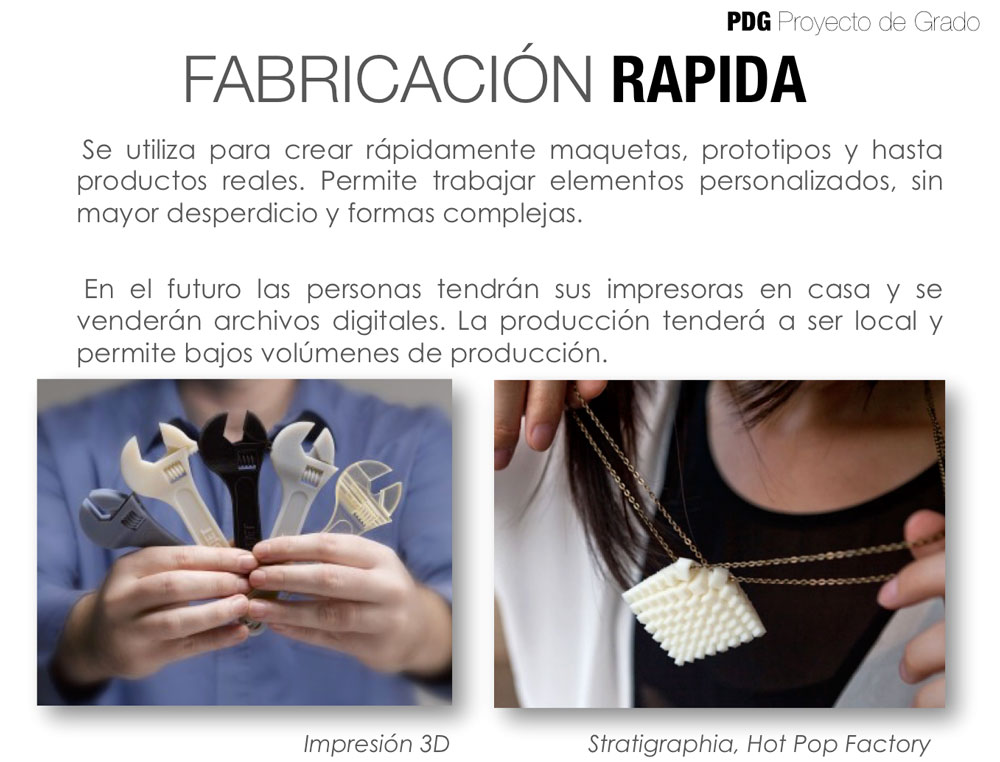 PDG Proyecto de Grado
FABRICACIÓN RAPIDA
Se utiliza para crear rápidamente maquetas, prototipos y hasta
productos reales. Permite trabajar elementos personalizados, sin
mayor desperdicio y formas complejas.
En el futuro las personas tendrán sus impresoras en casa y se
venderán archivos digitales. La producción tenderá a ser local y
permite bajos volúmenes de producción.
Impresión 3D
Stratigraphia, Hot Pop Factory